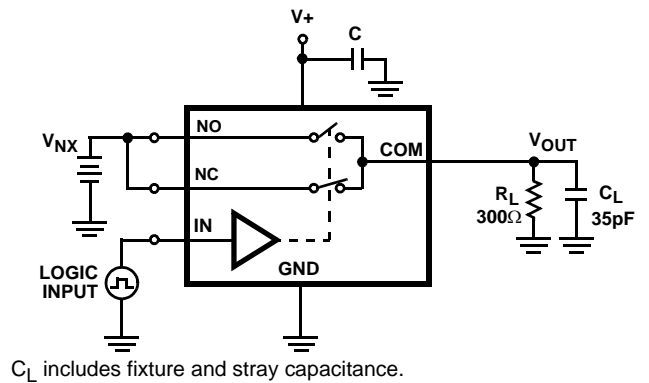 V+
C
NO
V_NX
COM
V_OUT
NC
R_L
300Ω
C_L
35pF
IN
LOGIC
INPUT
GND
C_L includes fixture and stray capacitance.